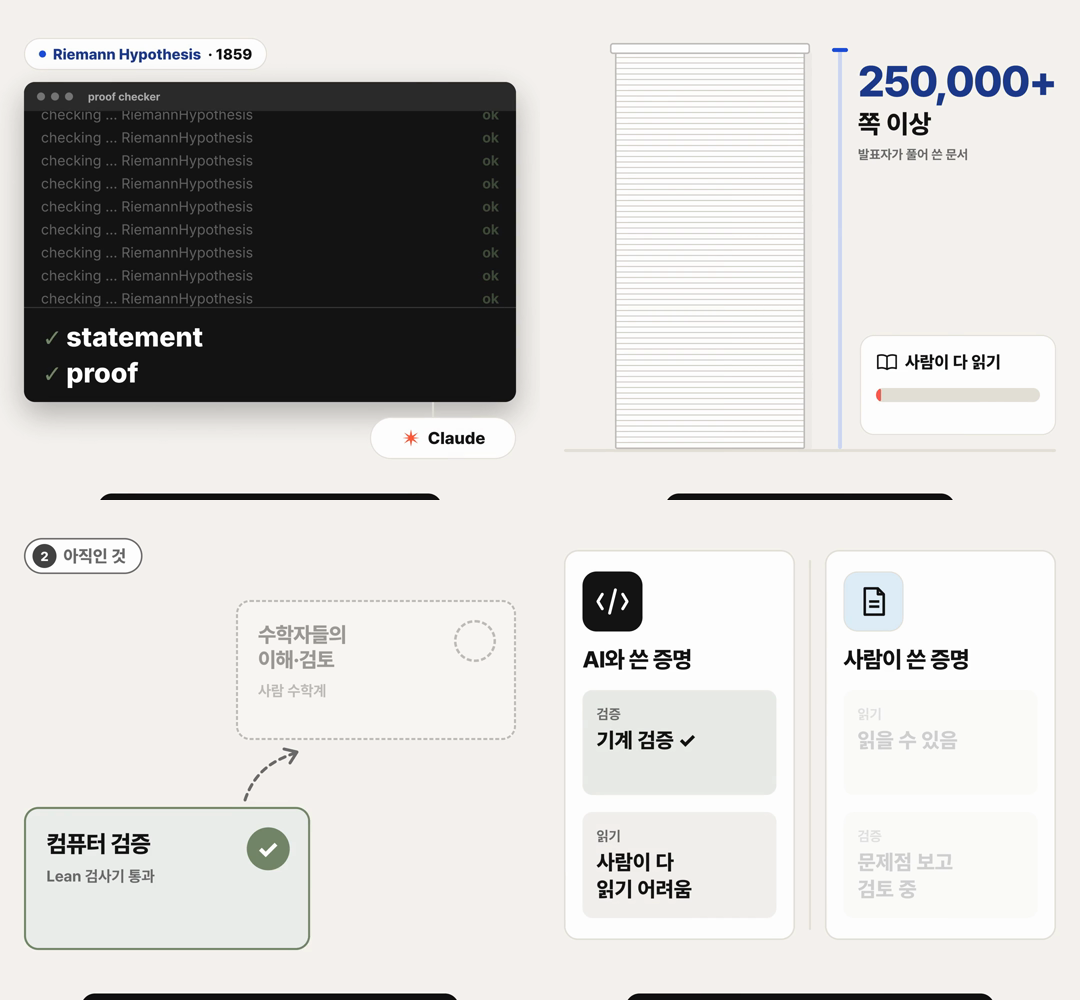 Riemann Hypothesis · 1859
proof checker
checking ... RiemannHypothesis ok
checking ... RiemannHypothesis ok
checking ... RiemannHypothesis ok
checking ... RiemannHypothesis ok
checking ... RiemannHypothesis ok
checking ... RiemannHypothesis ok
checking ... RiemannHypothesis ok
checking ... RiemannHypothesis ok
checking ... RiemannHypothesis ok
✓ statement
✓ proof
Claude
250,000+
쪽 이상
발표자가 풀어 쓴 문서
사람이 다 읽기
2 아직인 것
수학자들의
이해·검토
사람 수학계
컴퓨터 검증
Lean 검사기 통과
AI와 쓴 증명
검증
기계 검증 ✓
읽기
사람이 다
읽기 어려움
사람이 쓴 증명
읽기
읽을 수 있음
검증
문제점 보고
검토 중